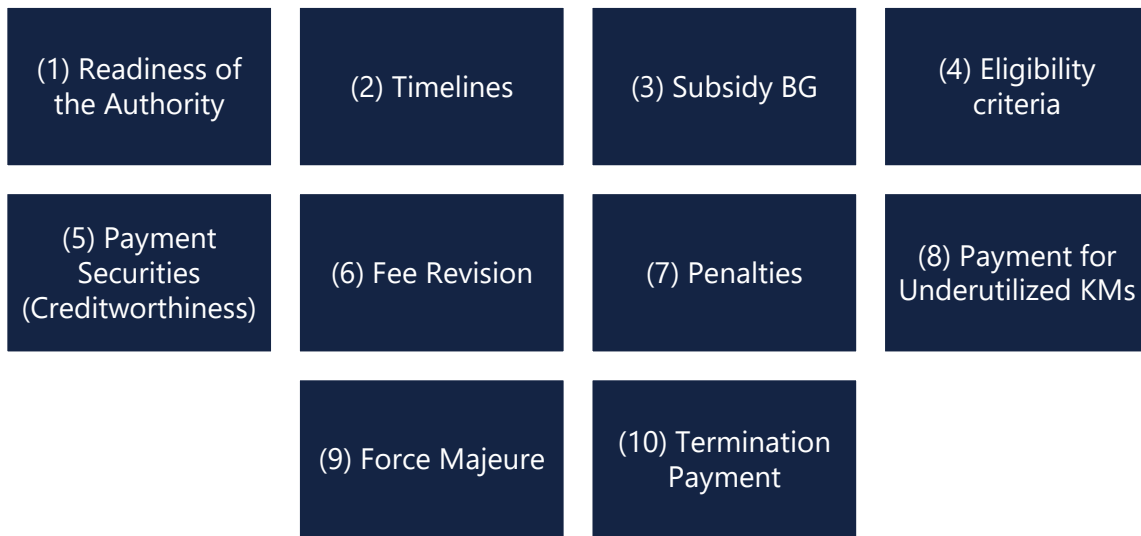 (1) Readiness of
the Authority
(2) Timelines
(3) Subsidy BG
(4) Eligibility
criteria
(5) Payment
Securities
(Creditworthiness)
(6) Fee Revision
(7) Penalties
(8) Payment for
Underutilized KMs
(9) Force Majeure
(10) Termination
Payment